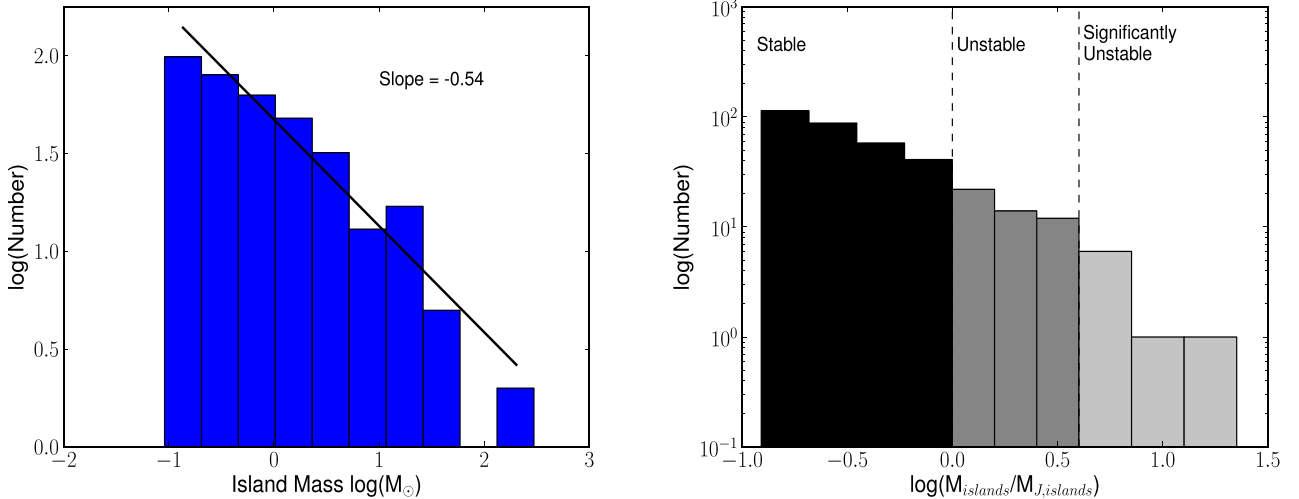 2.0
1.5
1.0
0.5
0.0
−2
−1
0
1
2
3
log(Number)
Island Mass log(M☉)
Slope = -0.54
10³
10²
10¹
10⁰
10⁻¹
−1.0
−0.5
0.0
0.5
1.0
1.5
log(Number)
log(M_islands/M_J,islands)
Stable
Unstable
Significantly
Unstable